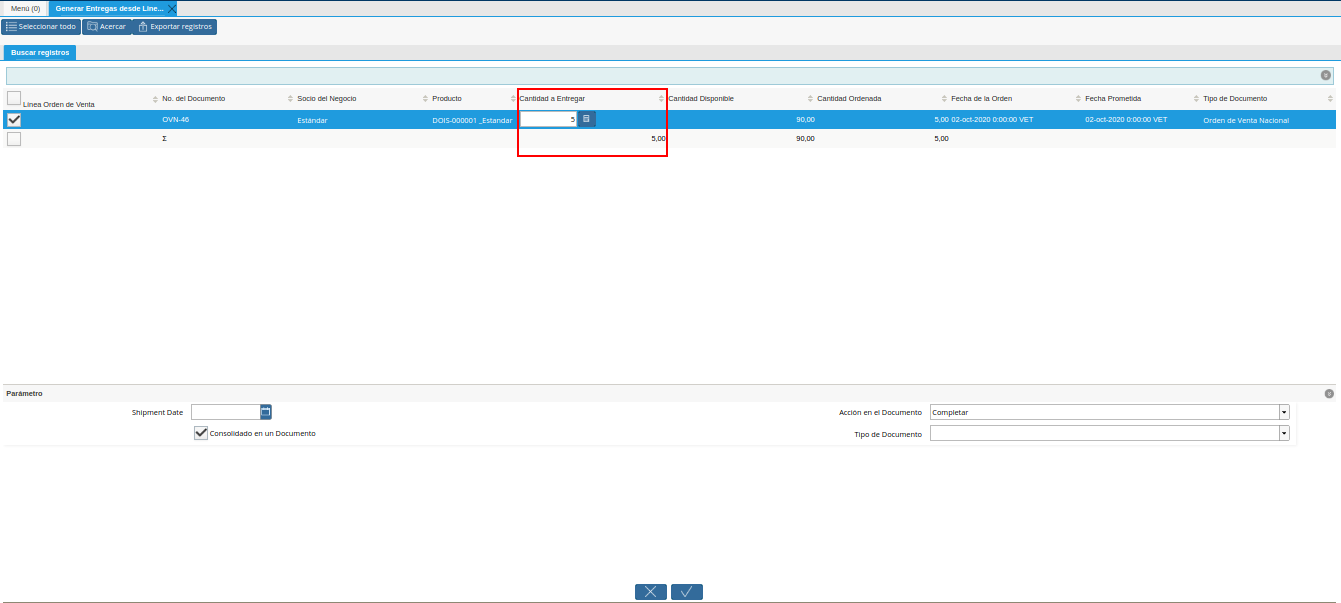 Menú (0) Generar Entregas desde Line...
Seleccionar todo Acercar Exportar registros
Buscar registros
Línea Orden de Venta No. del Documento Socio del Negocio Producto Cantidad a Entregar Cantidad Disponible Cantidad Ordenada Fecha de la Orden Fecha Prometida Tipo de Documento
OVN-46 Estándar DOIS-000001 _Estandar 5 90,00 5,00 02-oct-2020 0:00:00 VET 02-oct-2020 0:00:00 VET Orden de Venta Nacional
Σ 5,00 90,00 5,00
Parámetro
Shipment Date Acción en el Documento Completar
Consolidado en un Documento Tipo de Documento